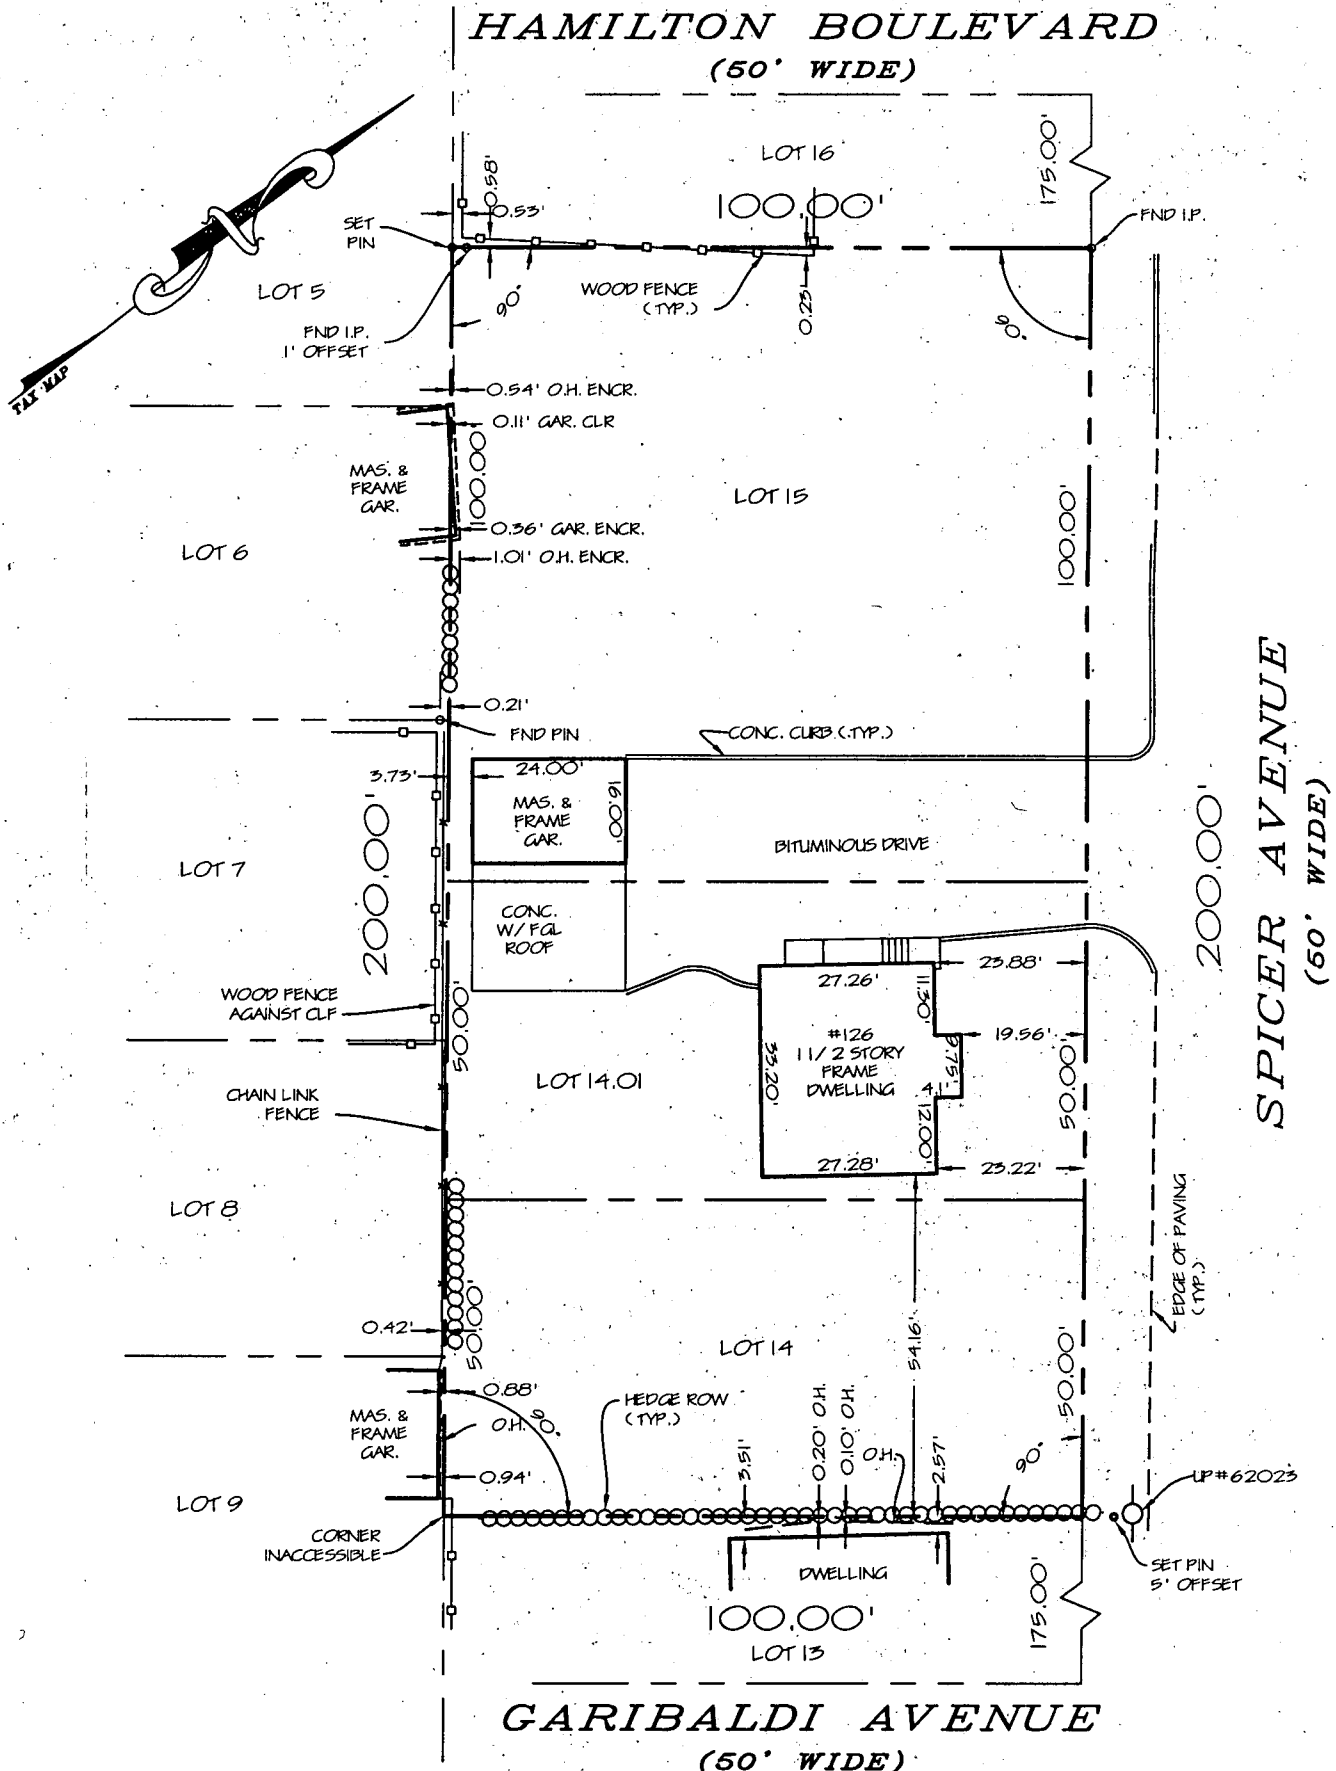 HAMILTON BOULEVARD
(50' WIDE)
LOT 16
175.00'
100.00'
0.58'
0.53'
SET
PIN
FND I.P.
LOT 5
WOOD FENCE
(TYP.)
0.23'
90°
90°
FND I.P.
1' OFFSET
TAX MAP
0.54' O.H. ENCR.
0.11' GAR. CLR
100.00'
MAS. &
FRAME
GAR.
LOT 15
0.36' GAR. ENCR.
1.01' O.H. ENCR.
LOT 6
100.00'
0.21'
FND PIN
CONC. CURB (TYP.)
3.73'
24.00'
16.00'
MAS. &
FRAME
GAR.
BITUMINOUS DRIVE
LOT 7
200.00'
200.00'
SPICER AVENUE
(50' WIDE)
CONC.
W/ FGL
ROOF
23.88'
27.26'
11.50'
WOOD FENCE
AGAINST CLF
50.00'
#126
1 1/2 STORY
FRAME
DWELLING
19.56'
9.75'
35.20'
4.1'
LOT 14.01
50.00'
CHAIN LINK
FENCE
12.00'
27.28'
23.22'
LOT 8
EDGE OF PAVING
(TYP.)
50.00'
0.42'
LOT 14
54.16'
50.00'
0.88'
HEDGE ROW
(TYP.)
MAS. &
FRAME
GAR.
O.H.
90°
0.20' O.H.
0.10' O.H.
3.51'
O.H.
2.57'
90°
0.94'
UP#62023
LOT 9
CORNER
INACCESSIBLE
DWELLING
SET PIN
5' OFFSET
100.00'
175.00'
LOT 13
GARIBALDI AVENUE
(50' WIDE)